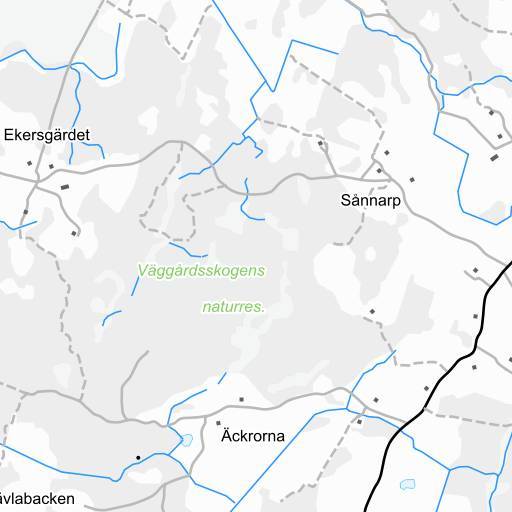 Ekersgärdet
Sånnarp
Väggårdsskogens
naturres.
Äckrorna
ävlabacken